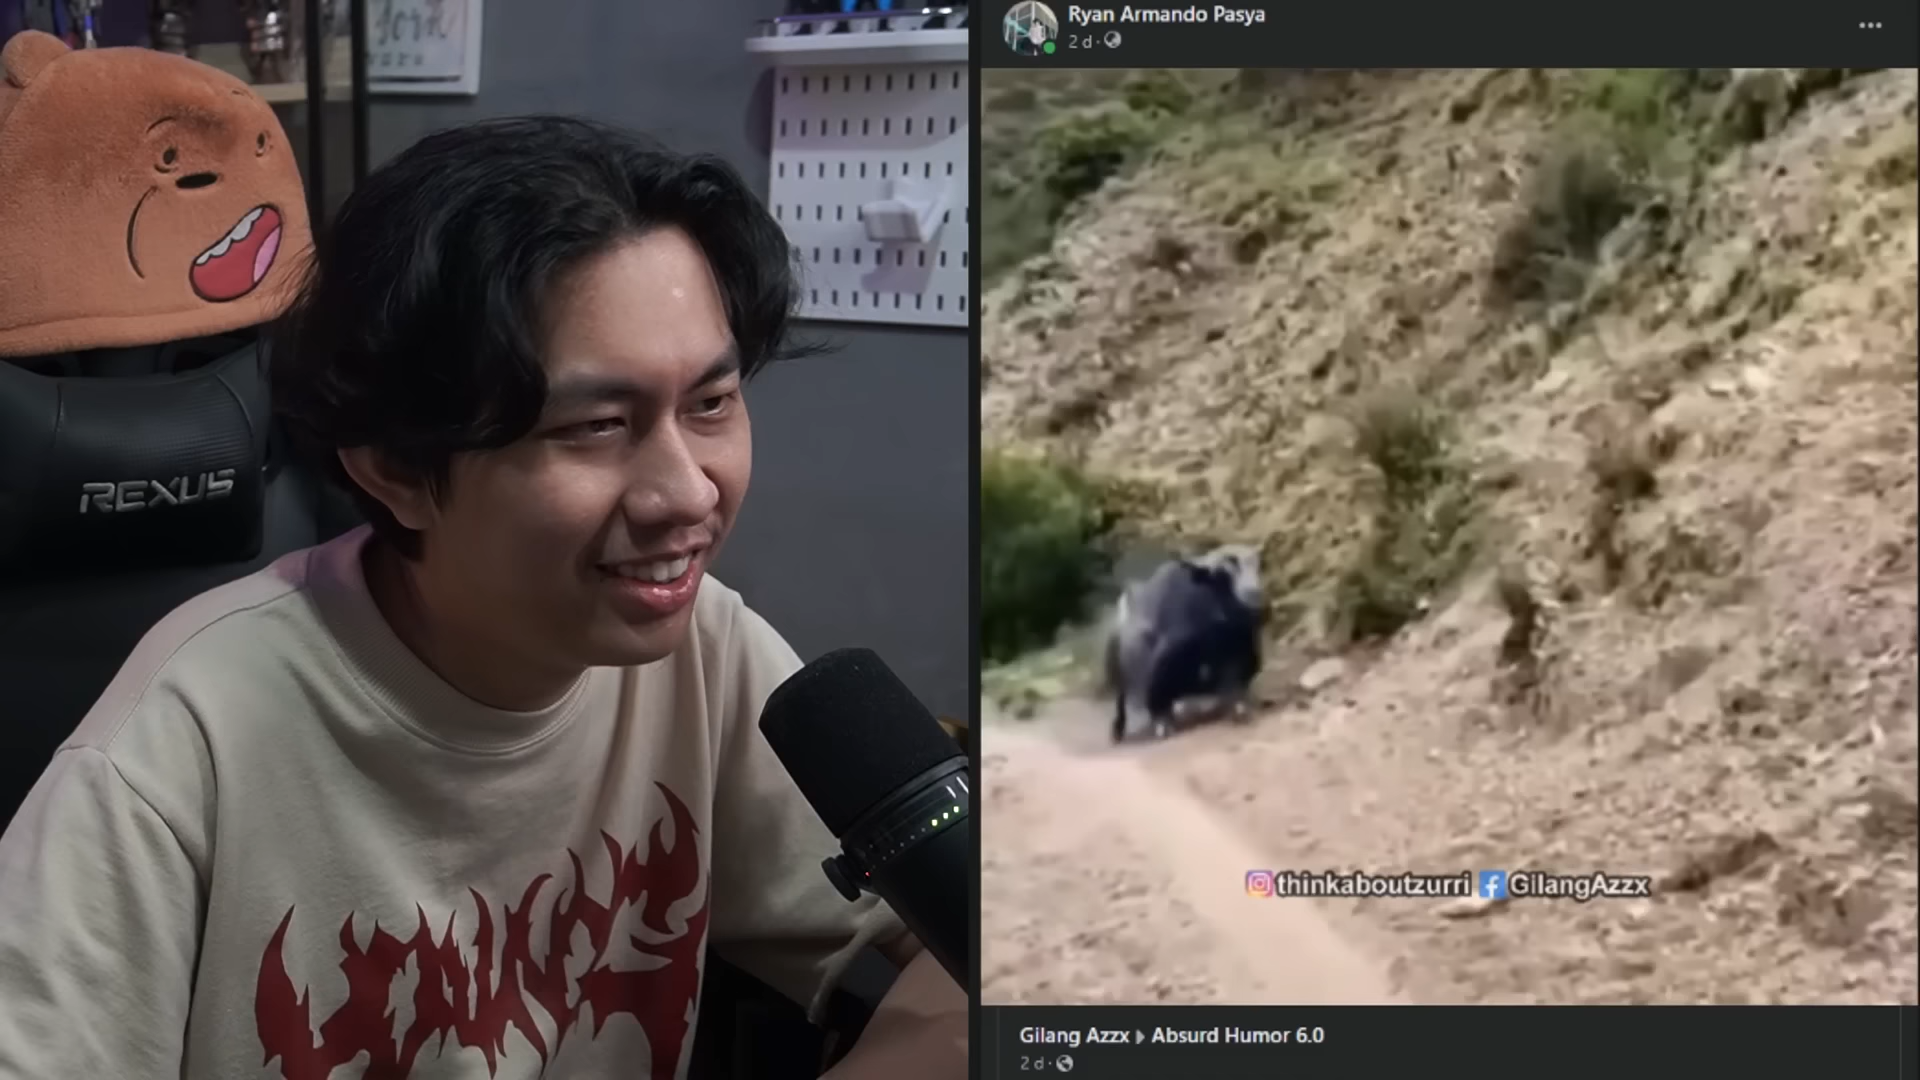 Ryan Armando Pasya
2 d
REXUS
thinkaboutzurri GilangAzzx
Gilang Azzx Absurd Humor 6.0
2 d